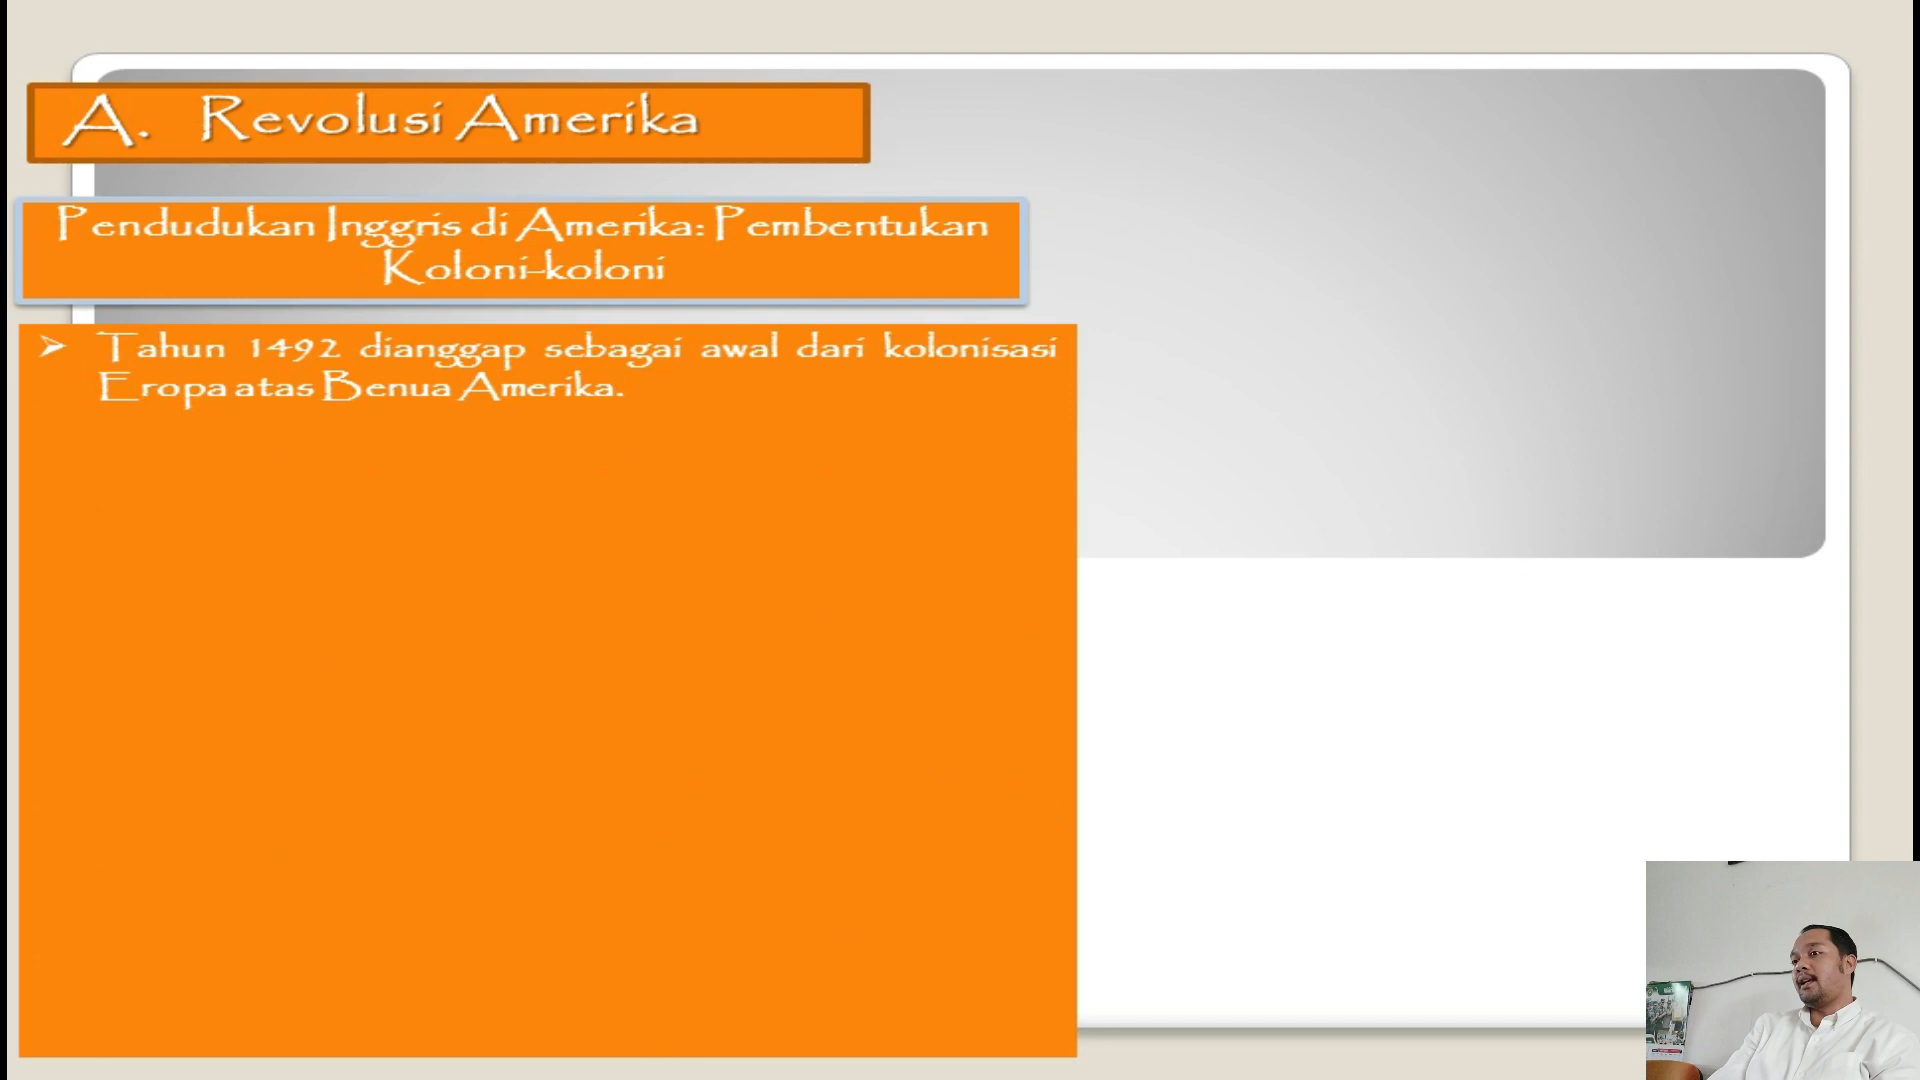 A. Revolusi Amerika
Pendudukan Inggris di Amerika: Pembentukan
Koloni-koloni
➢ Tahun 1492 dianggap sebagai awal dari kolonisasi
Eropa atas Benua Amerika.